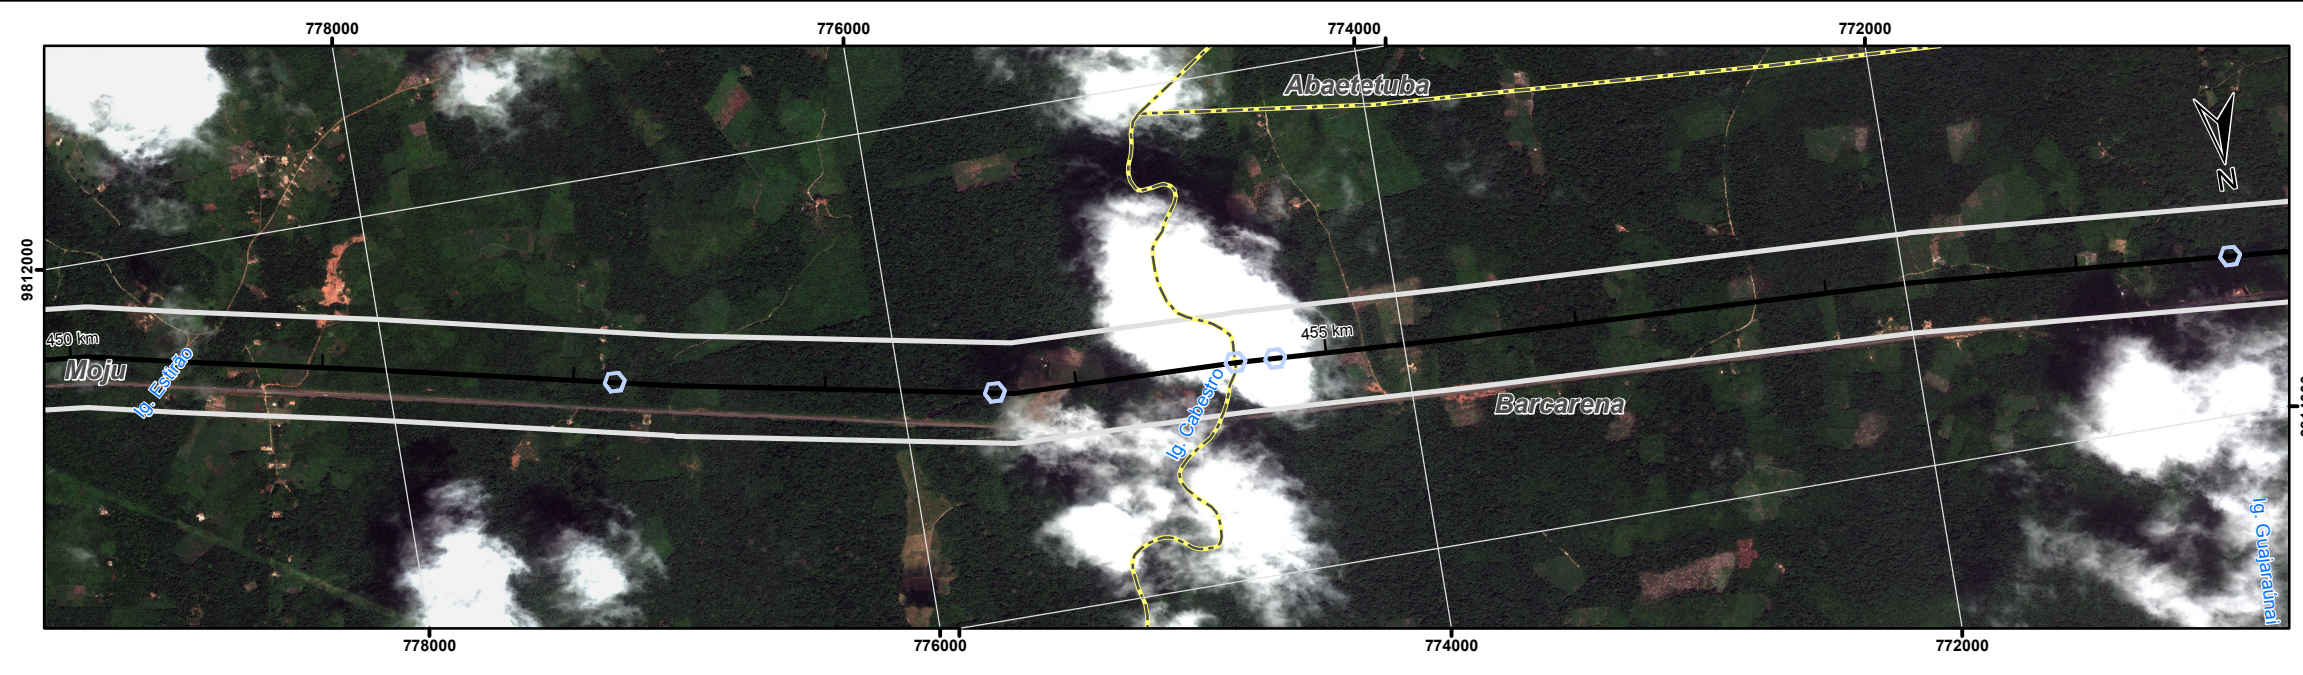 778000
776000
774000
772000
Abaetetuba
N
9812000
455 km
450 km
Moju
Ig. Estirão
Ig. Cabestro
Barcarena
Ig. Guajaraúnai
778000
776000
774000
772000